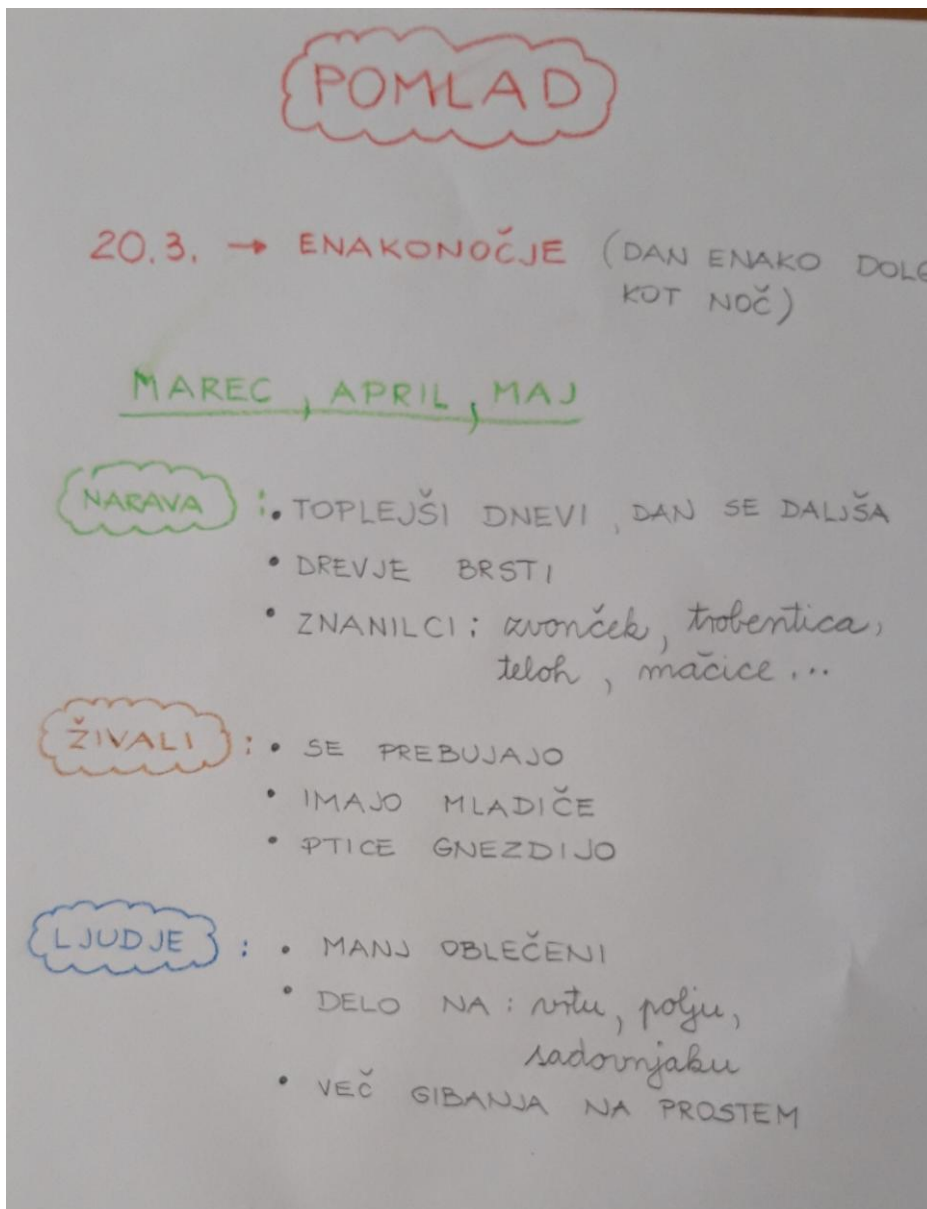 POMLAD
20.3. → ENAKONOČJE (DAN ENAKO DOLG
KOT NOČ)
MAREC, APRIL, MAJ
NARAVA : • TOPLEJŠI DNEVI, DAN SE DALJŠA
• DREVJE BRSTI
• ZNANILCI: zvonček, trobentica,
teloh, mačice...
ŽIVALI : • SE PREBUJAJO
• IMAJO MLADIČE
• PTICE GNEZDIJO
LJUDJE : • MANJ OBLEČENI
• DELO NA: vrtu, polju,
sadovnjaku
• VEČ GIBANJA NA PROSTEM